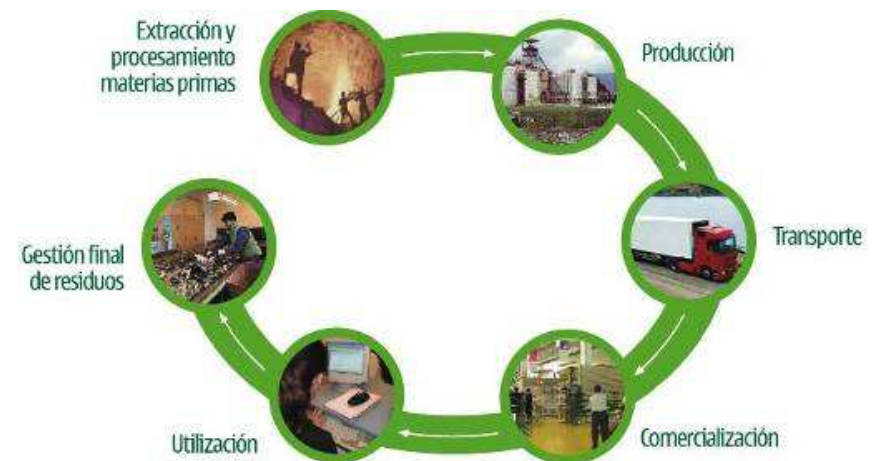 Extracción y
procesamiento
materias primas
Producción
Transporte
Comercialización
Utilización
Gestión final
de residuos